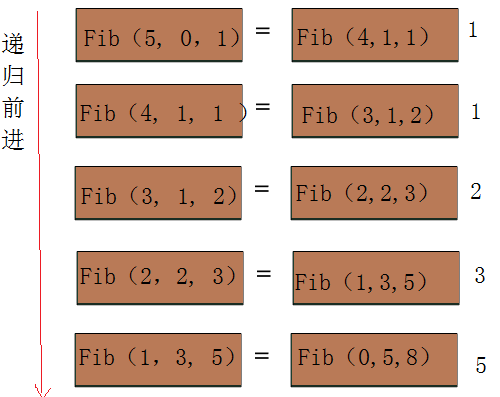 递归前进
Fib（5, 0，1） = Fib（4,1,1） 1
Fib（4, 1, 1 ） = Fib（3,1,2） 1
Fib（3, 1, 2） = Fib（2,2,3） 2
Fib（2，2, 3） = Fib（1,3,5） 3
Fib（1，3, 5） = Fib（0,5,8） 5